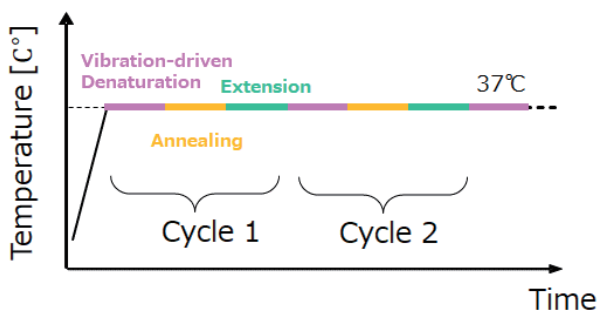 Temperature [C°]
Vibration-driven
Denaturation
Extension
37℃
Annealing
Cycle 1
Cycle 2
Time